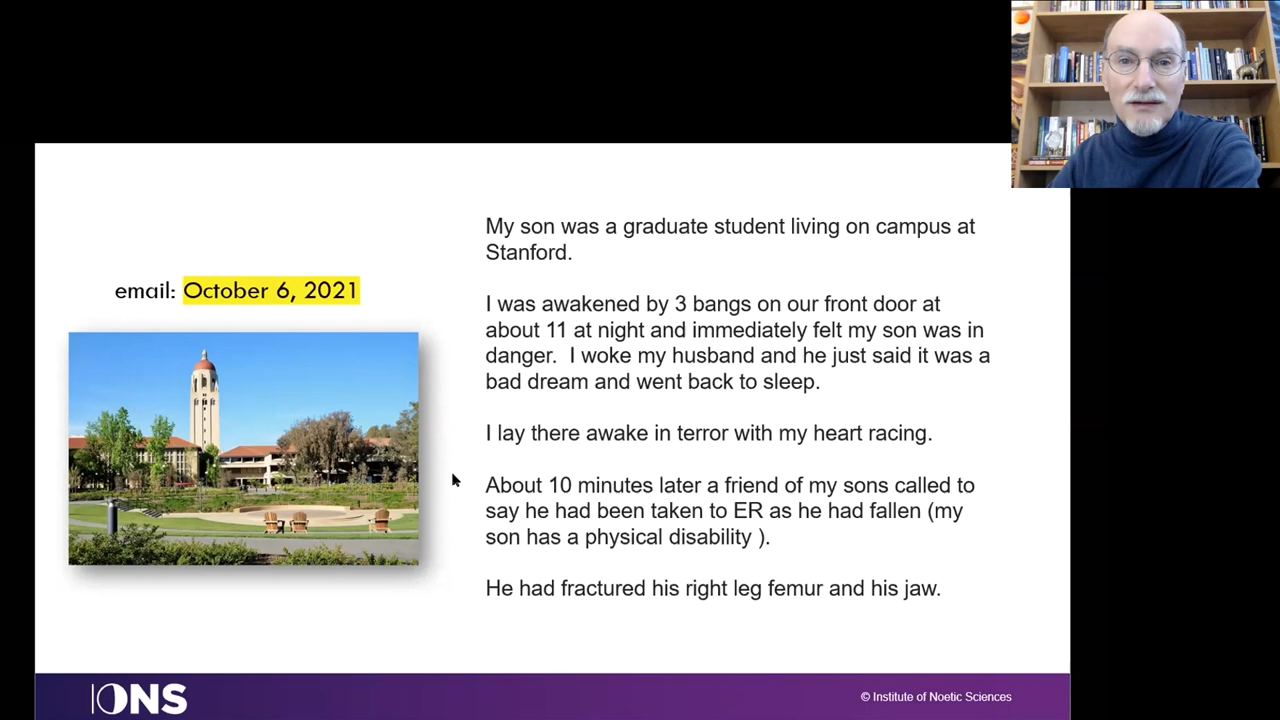 My son was a graduate student living on campus at
Stanford.
email: October 6, 2021
I was awakened by 3 bangs on our front door at
about 11 at night and immediately felt my son was in
danger.  I woke my husband and he just said it was a
bad dream and went back to sleep.
I lay there awake in terror with my heart racing.
About 10 minutes later a friend of my sons called to
say he had been taken to ER as he had fallen (my
son has a physical disability ).
He had fractured his right leg femur and his jaw.
IONS
© Institute of Noetic Sciences